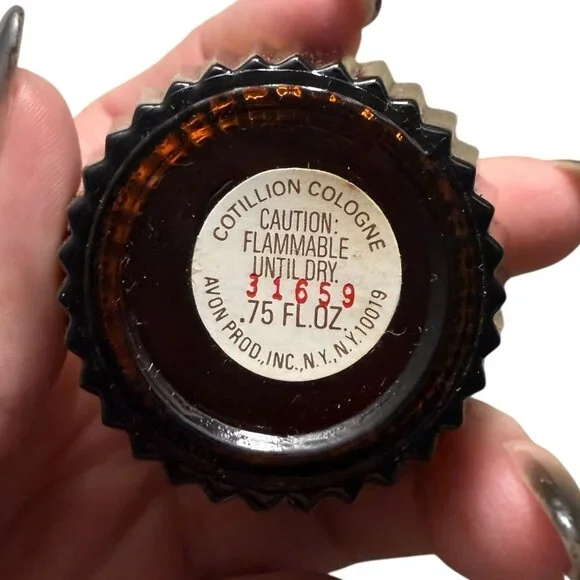 COTILLION COLOGNE
CAUTION:
FLAMMABLE
UNTIL DRY.
31659
.75 FL.OZ.
AVON PROD., INC., N.Y., N.Y. 10019